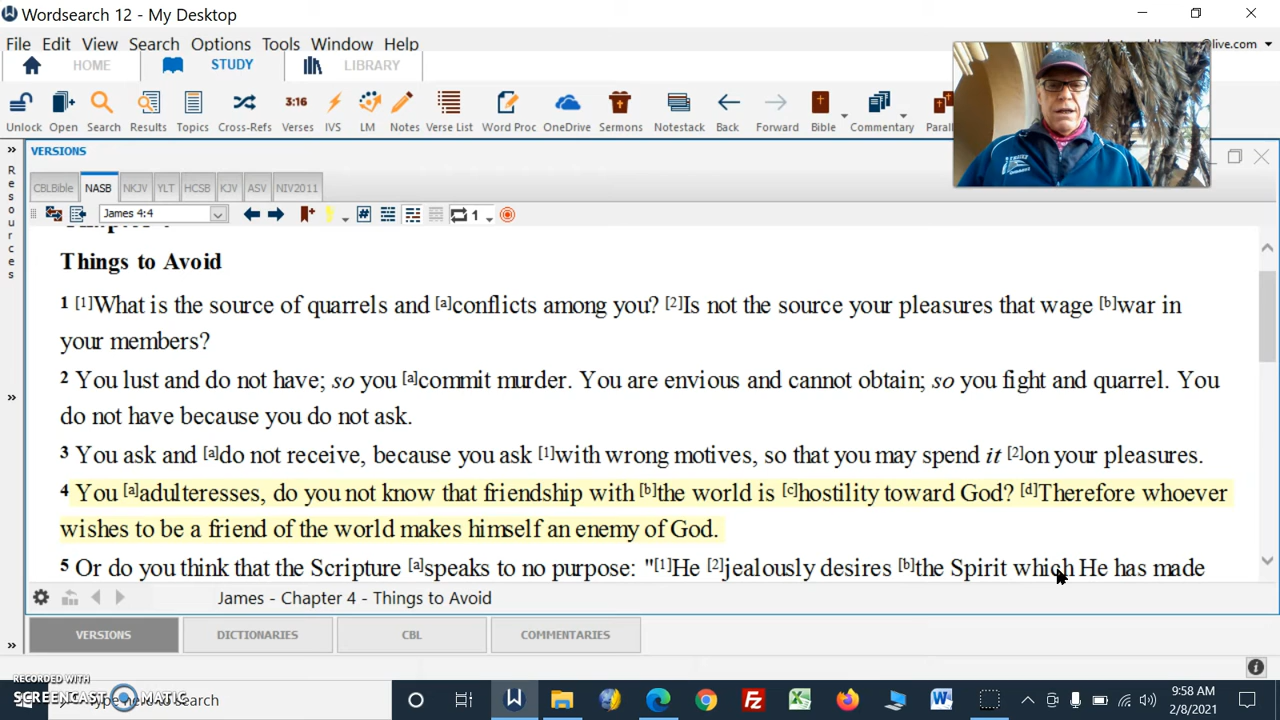 Wordsearch 12 - My Desktop
File Edit View Search Options Tools Window Help
@live.com
HOME STUDY LIBRARY
3:16
Unlock Open Search Results Topics Cross-Refs Verses IVS LM Notes Verse List Word Proc OneDrive Sermons Notestack Back Forward Bible Commentary
VERSIONS
Resources
CBLBible NASB NKJV YLT HCSB KJV ASV NIV2011
James 4:4
# 1
Things to Avoid
1 [1]What is the source of quarrels and [a]conflicts among you? [2]Is not the source your pleasures that wage [b]war in
your members?
2 You lust and do not have; so you [a]commit murder. You are envious and cannot obtain; so you fight and quarrel. You
do not have because you do not ask.
3 You ask and [a]do not receive, because you ask [1]with wrong motives, so that you may spend it [2]on your pleasures.
4 You [a]adulteresses, do you not know that friendship with [b]the world is [c]hostility toward God? [d]Therefore whoever
wishes to be a friend of the world makes himself an enemy of God.
5 Or do you think that the Scripture [a]speaks to no purpose: "[1]He [2]jealously desires [b]the Spirit which He has made
James - Chapter 4 - Things to Avoid
VERSIONS DICTIONARIES CBL COMMENTARIES
RECORDED WITH
SCREENCAST MATIC
Type here to Search
9:58 AM
2/8/2021